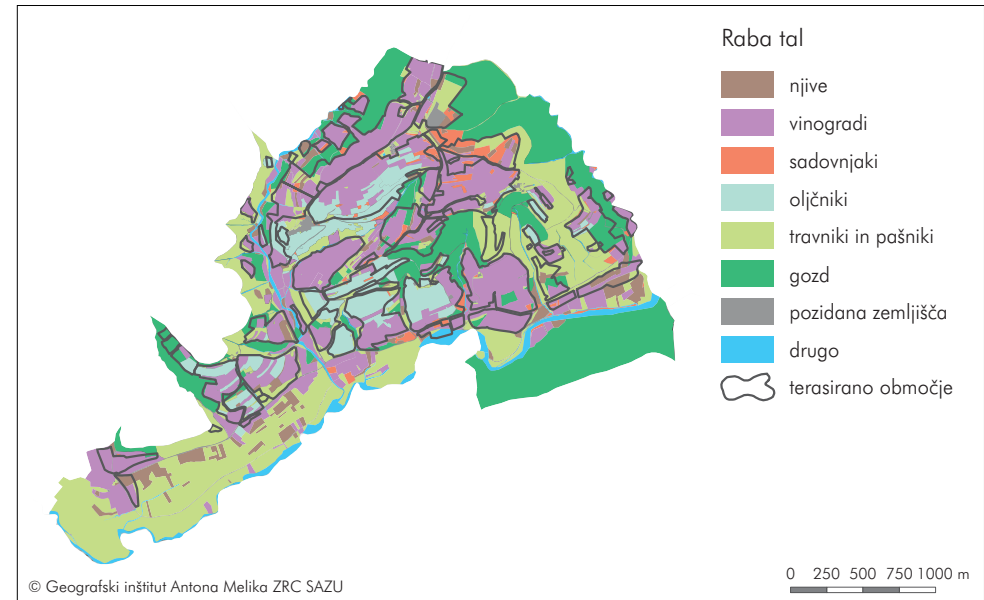 Raba tal
njive
vinogradi
sadovnjaki
oljčniki
travniki in pašniki
gozd
pozidana zemljišča
drugo
terasirano območje
0 250 500 750 1000 m
© Geografski inštitut Antona Melika ZRC SAZU